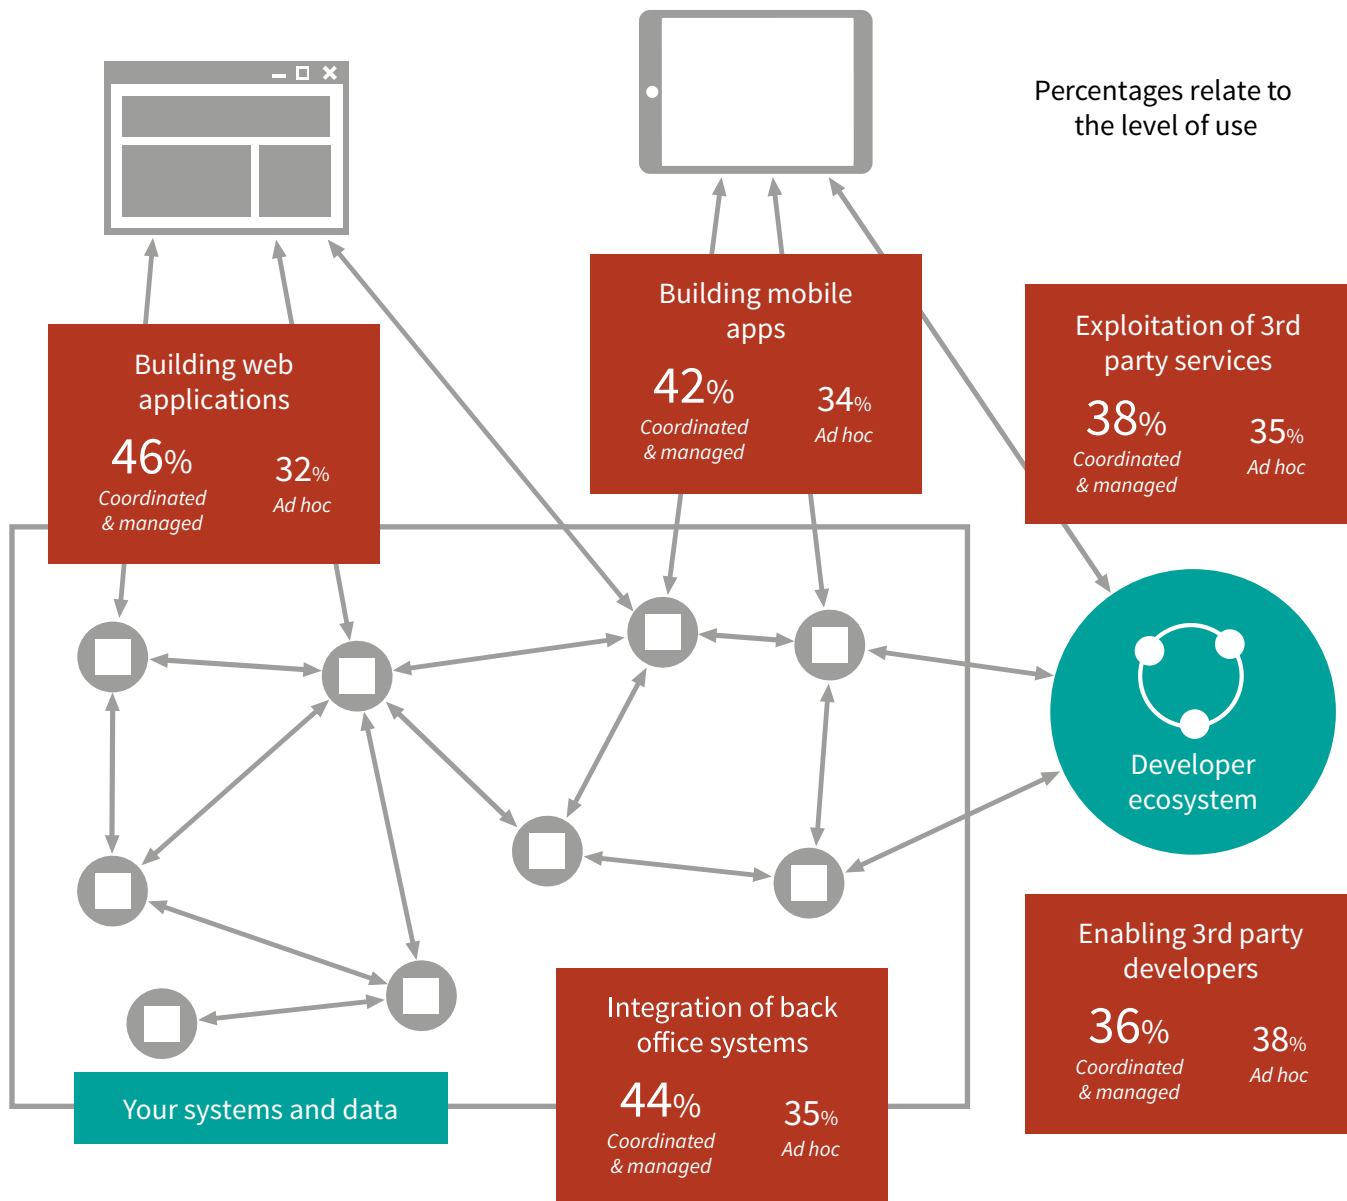 Percentages relate to
the level of use
Building mobile
apps
42%
Coordinated
& managed
34%
Ad hoc
Exploitation of 3rd
party services
38%
Coordinated
& managed
35%
Ad hoc
Building web
applications
46%
Coordinated
& managed
32%
Ad hoc
Developer
ecosystem
Enabling 3rd party
developers
36%
Coordinated
& managed
38%
Ad hoc
Integration of back
office systems
44%
Coordinated
& managed
35%
Ad hoc
Your systems and data